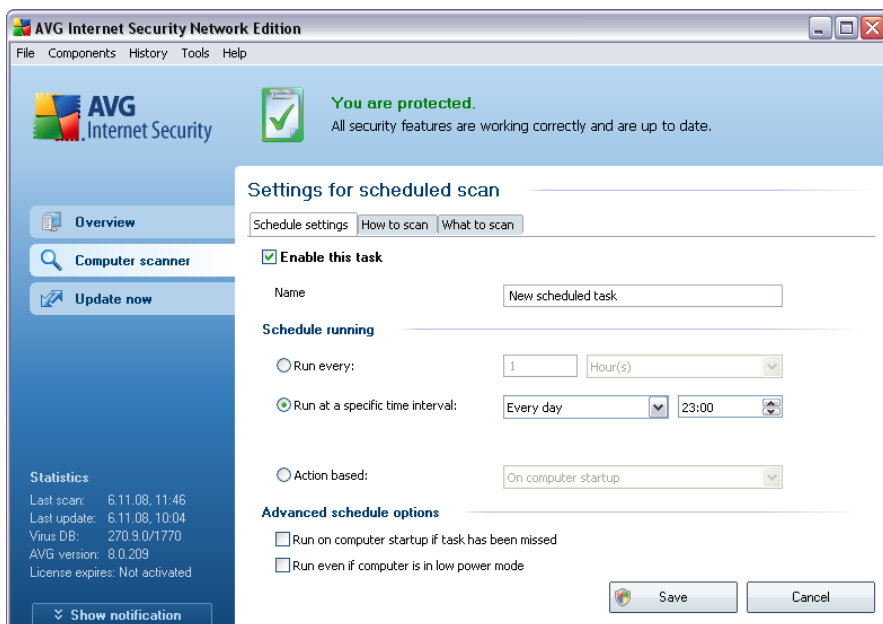 AVG Internet Security Network Edition
File Components History Tools Help
AVG
Internet Security
You are protected.
All security features are working correctly and are up to date.
Overview
Computer scanner
Update now
Settings for scheduled scan
Schedule settings How to scan What to scan
Enable this task
Name New scheduled task
Schedule running
Run every: 1 Hour(s)
Run at a specific time interval: Every day 23:00
Action based: On computer startup
Advanced schedule options
Run on computer startup if task has been missed
Run even if computer is in low power mode
Save Cancel
Statistics
Last scan: 6.11.08, 11:46
Last update: 6.11.08, 10:04
Virus DB: 270.9.0/1770
AVG version: 8.0.209
License expires: Not activated
Show notification